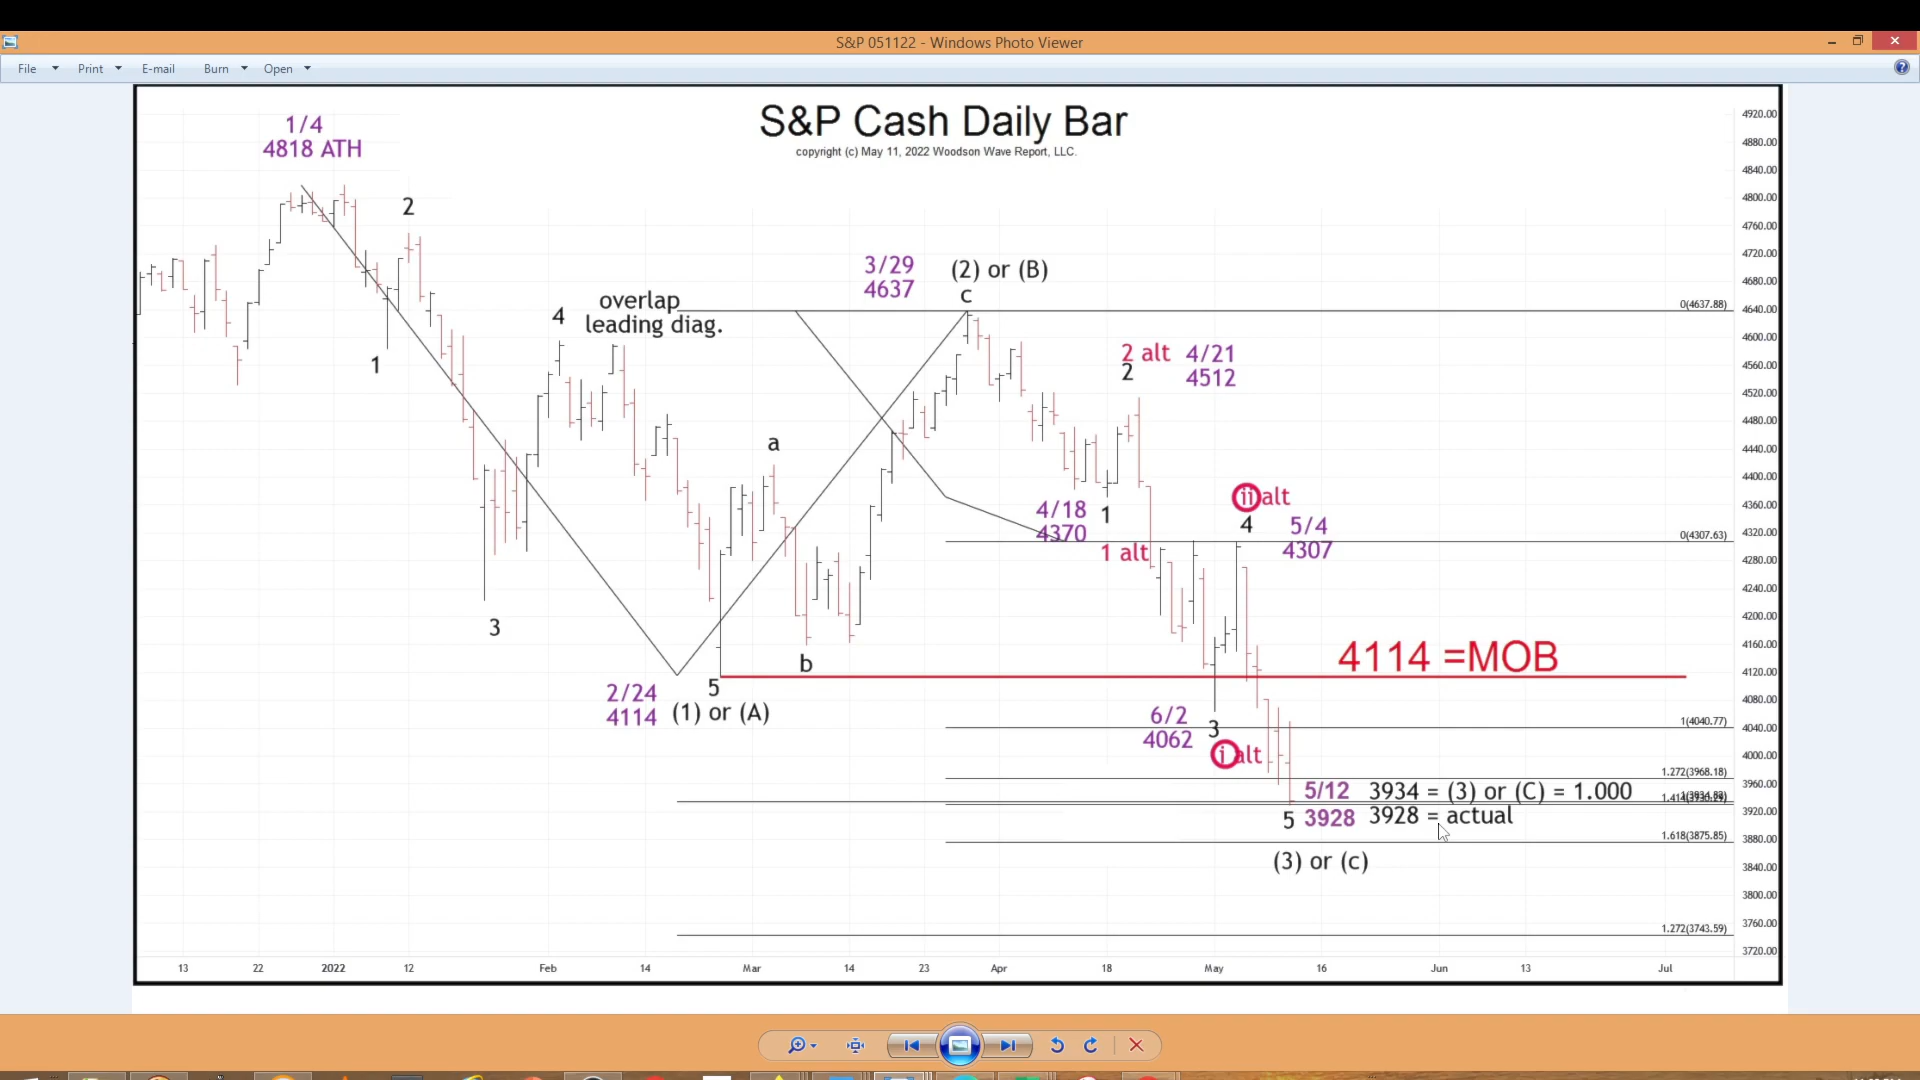 S&P 051122 - Windows Photo Viewer
File Print E-mail Burn Open
S&P Cash Daily Bar
copyright (c) May 11, 2022 Woodson Wave Report, LLC.
1/4
4818 ATH
2
1
3
4
overlap
leading diag.
a
b
5
2/24
4114
(1) or (A)
3/29
4637
(2) or (B)
c
2 alt
2
4/21
4512
4/18
4370
1
1 alt
ii alt
4
5/4
4307
4114 =MOB
6/2
4062
3
i alt
5/12 3934 = (3) or (C) = 1.000
5 3928 3928 = actual
(3) or (c)
0(4637.88)
0(4307.63)
1(4040.77)
1.272(3968.18)
1.618(3875.85)
1.272(3743.59)
4920.00
4880.00
4840.00
4800.00
4760.00
4720.00
4680.00
4640.00
4600.00
4560.00
4520.00
4480.00
4440.00
4400.00
4360.00
4320.00
4280.00
4240.00
4200.00
4160.00
4120.00
4080.00
4040.00
4000.00
3960.00
3920.00
3880.00
3840.00
3800.00
3760.00
3720.00
13 22 2022 12 Feb 14 Mar 14 23 Apr 18 May 16 Jun 13 Jul